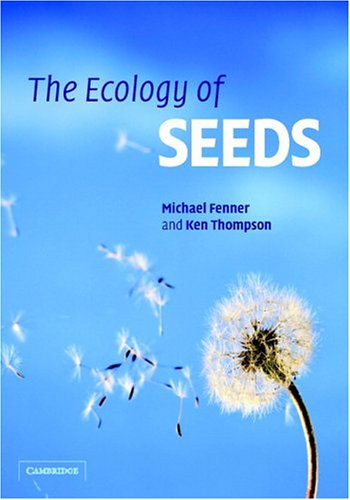 The Ecology of
SEEDS
Michael Fenner
and Ken Thompson
CAMBRIDGE